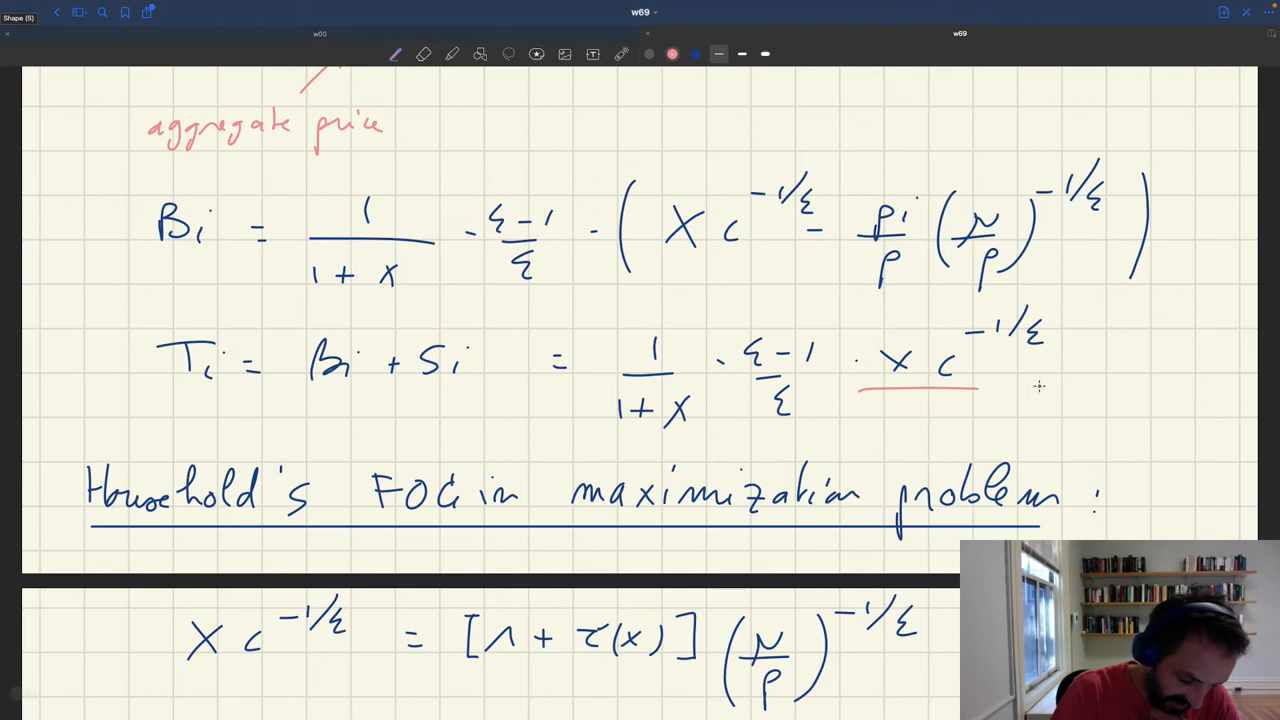 Shape (S)
w69
w00
w69
aggregate price
Bi = 1/(1 + χ) · (ε-1)/ε · ( χ c^(-1/ε) - pi/p (μ/p)^(-1/ε) )
Ti = Bi + Si = 1/(1 + χ) · (ε-1)/ε · χ c^(-1/ε)
Household's FOC in maximization problem :
χ c^(-1/ε) = [1 + τ(x)] (μ/p)^(-1/ε)